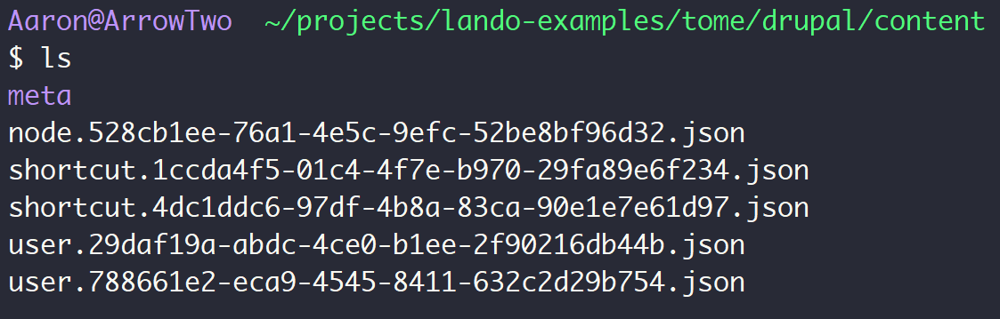 Aaron@ArrowTwo ~/projects/lando-examples/tome/drupal/content
$ ls
meta
node.528cb1ee-76a1-4e5c-9efc-52be8bf96d32.json
shortcut.1ccda4f5-01c4-4f7e-b970-29fa89e6f234.json
shortcut.4dc1ddc6-97df-4b8a-83ca-90e1e7e61d97.json
user.29daf19a-abdc-4ce0-b1ee-2f90216db44b.json
user.788661e2-eca9-4545-8411-632c2d29b754.json